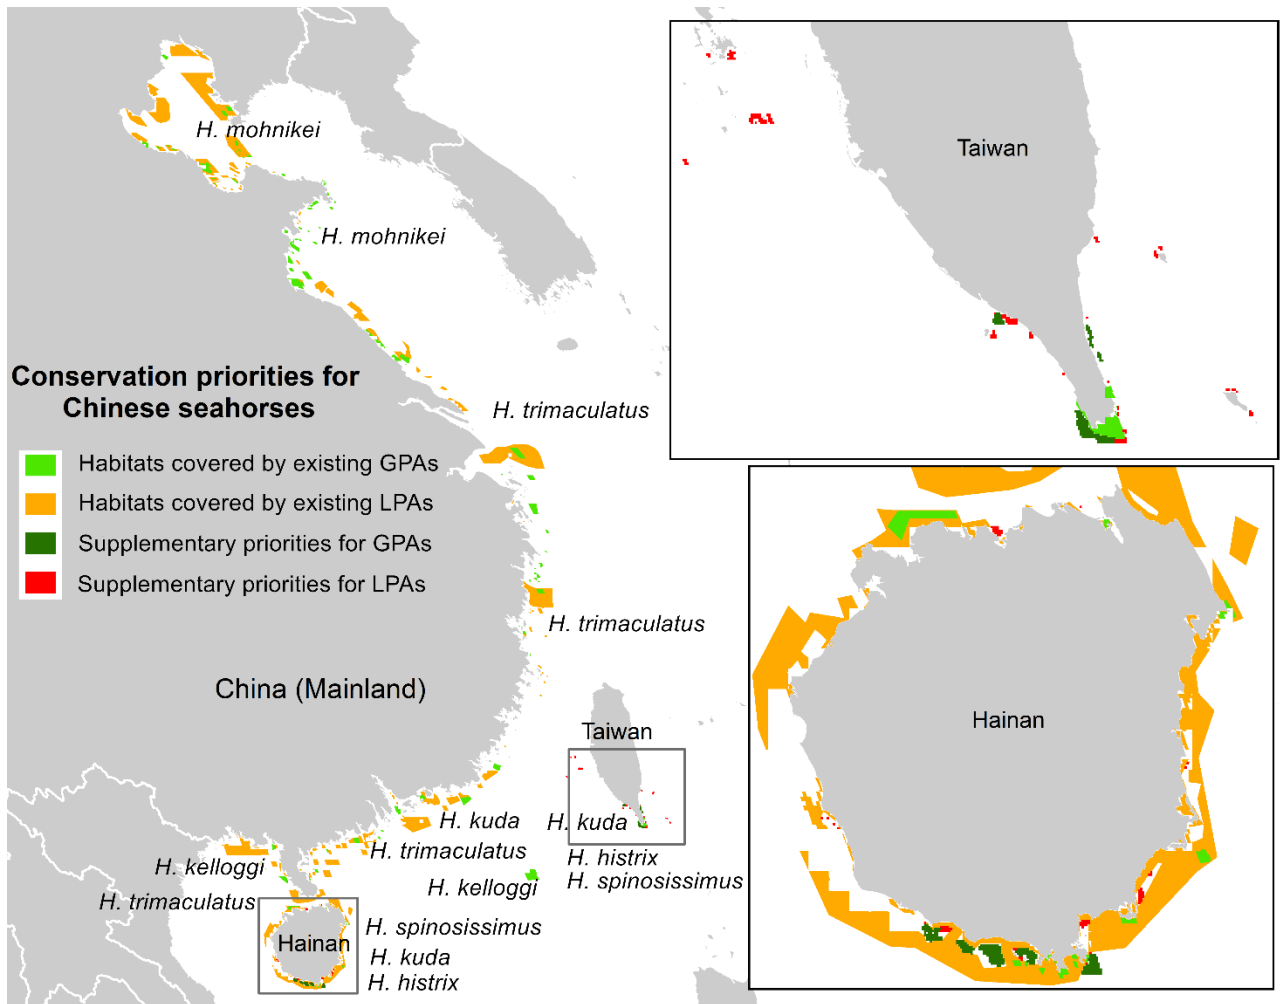 H. mohnikei
H. mohnikei
Conservation priorities for
Chinese seahorses
Habitats covered by existing GPAs
Habitats covered by existing LPAs
Supplementary priorities for GPAs
Supplementary priorities for LPAs
H. trimaculatus
H. trimaculatus
China (Mainland)
Taiwan
H. kuda
H. kuda
H. trimaculatus
H. histrix
H. spinosissimus
H. kelloggi
H. kelloggi
H. trimaculatus
H. spinosissimus
Hainan
H. kuda
H. histrix
Taiwan
Hainan